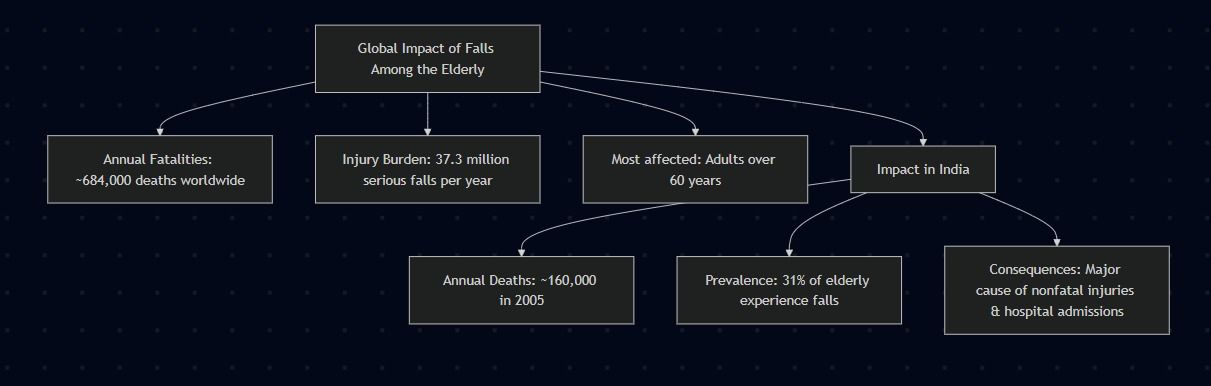 Global Impact of Falls
Among the Elderly
Annual Fatalities:
~684,000 deaths worldwide
Injury Burden: 37.3 million
serious falls per year
Most affected: Adults over
60 years
Impact in India
Annual Deaths: ~160,000
in 2005
Prevalence: 31% of elderly
experience falls
Consequences: Major
cause of nonfatal injuries
& hospital admissions